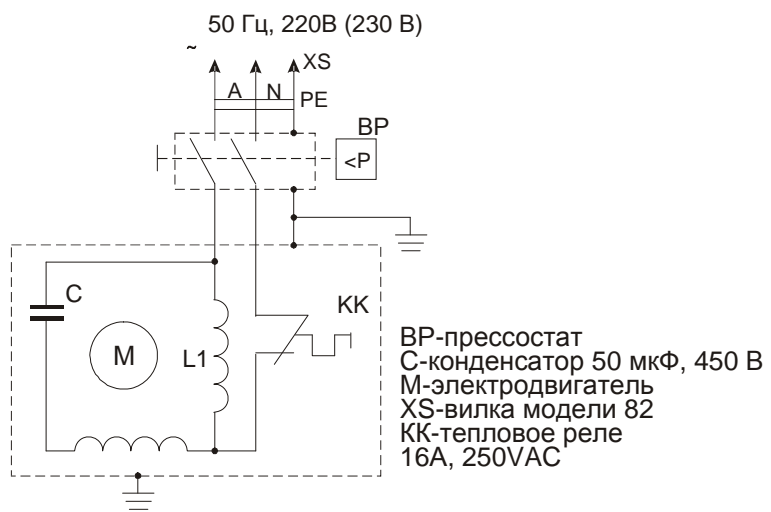 50 Гц, 220В (230 В)
~
XS
A
N
PE
BP
<P
C
KK
M
L1
BP-прессостат
C-конденсатор 50 мкФ, 450 В
М-электродвигатель
XS-вилка модели 82
КК-тепловое реле
16А, 250VAC